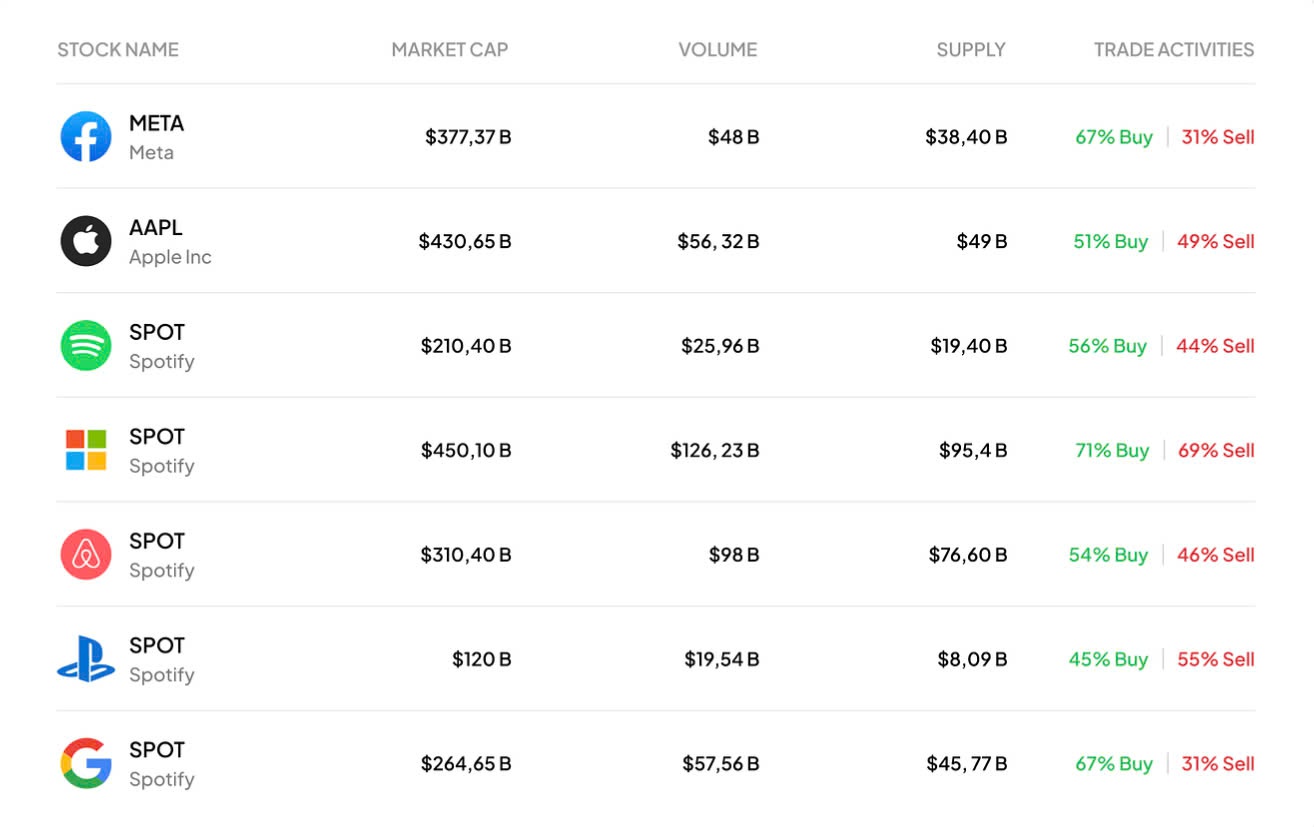 STOCK NAME MARKET CAP VOLUME SUPPLY TRADE ACTIVITIES
META
Meta
$377,37 B $48 B $38,40 B 67% Buy 31% Sell
AAPL
Apple Inc
$430,65 B $56, 32 B $49 B 51% Buy 49% Sell
SPOT
Spotify
$210,40 B $25,96 B $19,40 B 56% Buy 44% Sell
SPOT
Spotify
$450,10 B $126, 23 B $95,4 B 71% Buy 69% Sell
SPOT
Spotify
$310,40 B $98 B $76,60 B 54% Buy 46% Sell
SPOT
Spotify
$120 B $19,54 B $8,09 B 45% Buy 55% Sell
SPOT
Spotify
$264,65 B $57,56 B $45, 77 B 67% Buy 31% Sell